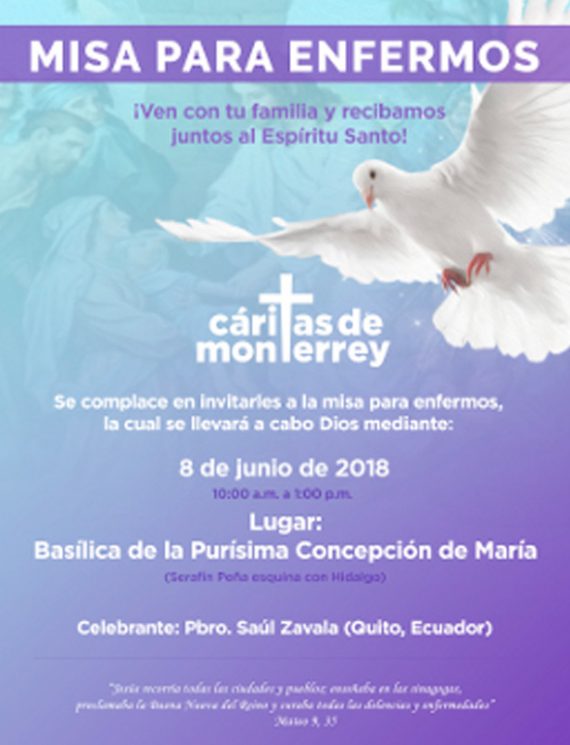 MISA PARA ENFERMOS
¡Ven con tu familia y recibamos
juntos al Espíritu Santo!
cáritas de
monterrey
Se complace en invitarles a la misa para enfermos,
la cual se llevará a cabo Dios mediante:
8 de junio de 2018
10:00 a.m. a 1:00 p.m.
Lugar:
Basílica de la Purísima Concepción de María
(Serafín Peña esquina con Hidalgo)
Celebrante: Pbro. Saúl Zavala (Quito, Ecuador)
"Jesús recorría todas las ciudades y pueblos; enseñaba en las sinagogas,
proclamaba la Buena Nueva del Reino y curaba todas las dolencias y enfermedades"
Mateo 9, 35